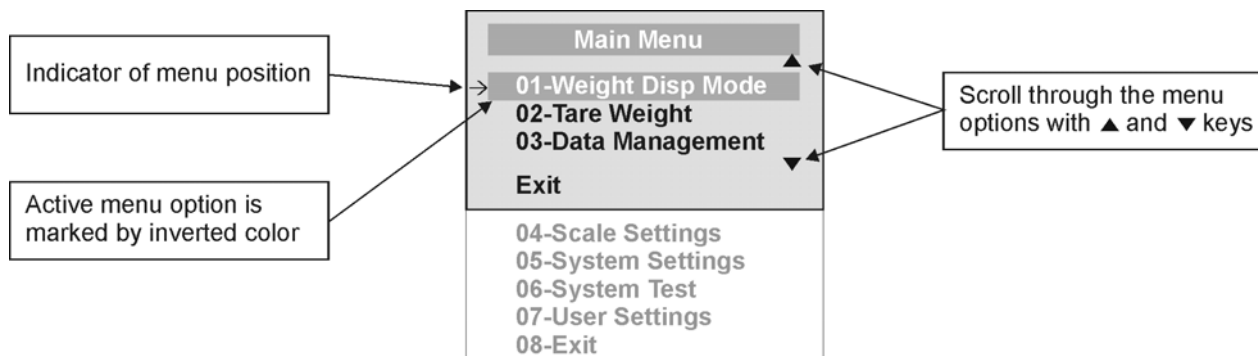 Main Menu
Indicator of menu position
01-Weight Disp Mode
02-Tare Weight
03-Data Management
Exit
Scroll through the menu
options with ▲ and ▼ keys
Active menu option is
marked by inverted color
04-Scale Settings
05-System Settings
06-System Test
07-User Settings
08-Exit